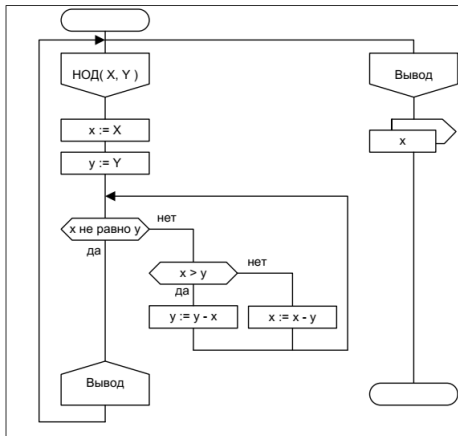 НОД( X, Y )
x := X
y := Y
x не равно y
нет
да
x > y
нет
да
y := y - x
x := x - y
Вывод
Вывод
x